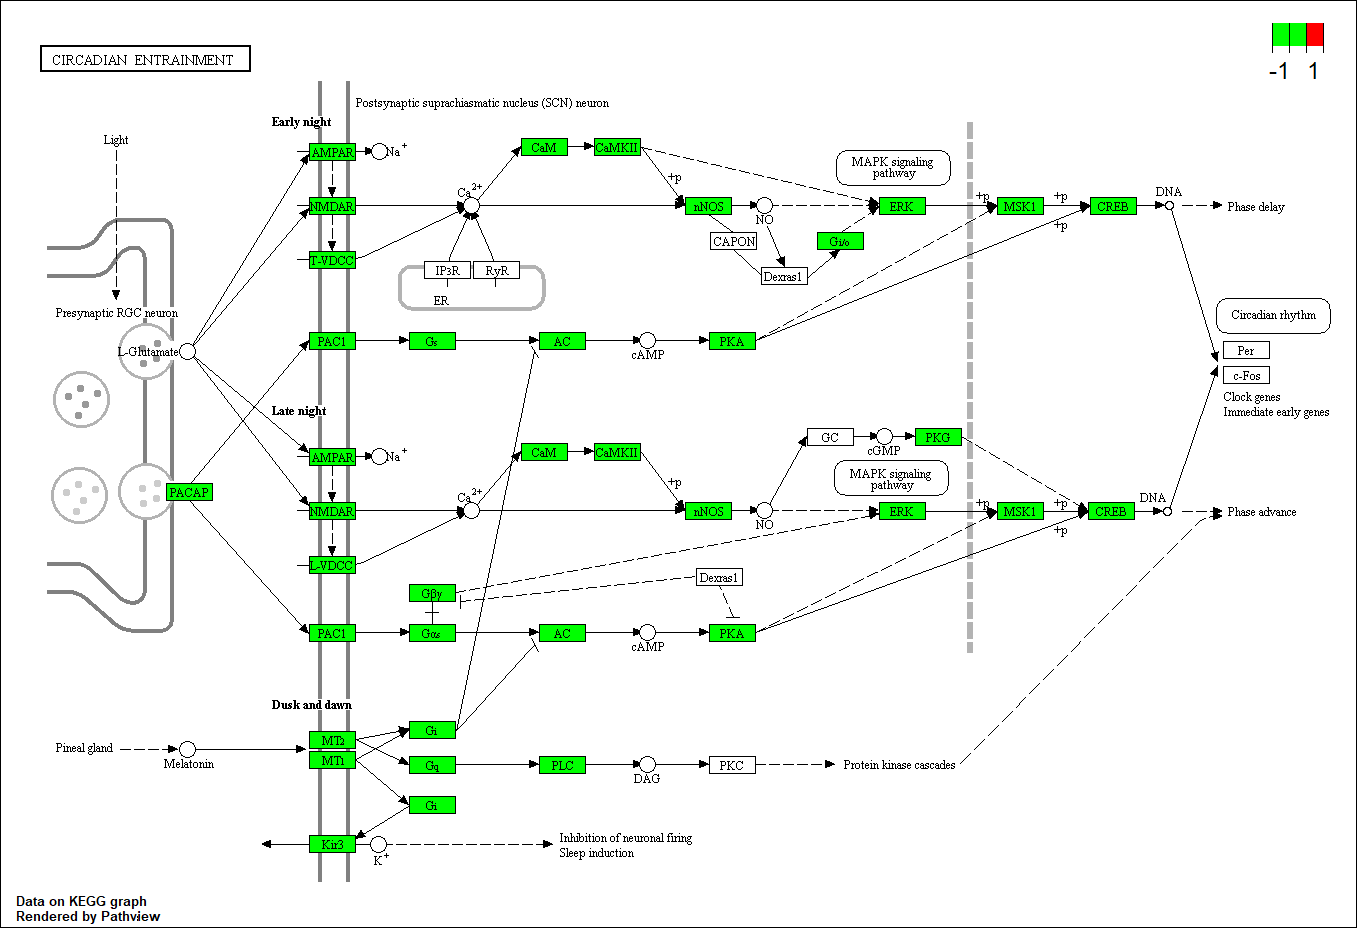 CIRCADIAN ENTRAINMENT
-1 1
Postsynaptic suprachiasmatic nucleus (SCN) neuron
Early night
Light
AMPAR
Na+
CaM
CaMKII
MAPK signaling
pathway
+p
Ca2+
NMDAR
nNOS
NO
ERK
+p
MSK1
+p
CREB
DNA
Phase delay
+p
CAPON
Gi/o
T-VDCC
IP3R
RyR
Dexras1
ER
Presynaptic RGC neuron
Circadian rhythm
L-Glutamate
PAC1
Gs
AC
cAMP
PKA
Per
c-Fos
Clock genes
Immediate early genes
Late night
AMPAR
Na+
CaM
CaMKII
GC
cGMP
PKG
MAPK signaling
pathway
+p
PACAP
Ca2+
NMDAR
nNOS
NO
ERK
+p
MSK1
+p
CREB
DNA
Phase advance
+p
L-VDCC
Gβγ
Dexras1
PAC1
Gαs
AC
cAMP
PKA
Dusk and dawn
Pineal gland
Melatonin
MT2
MT1
Gi
Gq
PLC
DAG
PKC
Protein kinase cascades
Gi
Kir3
K+
Inhibition of neuronal firing
Sleep induction
Data on KEGG graph
Rendered by Pathview